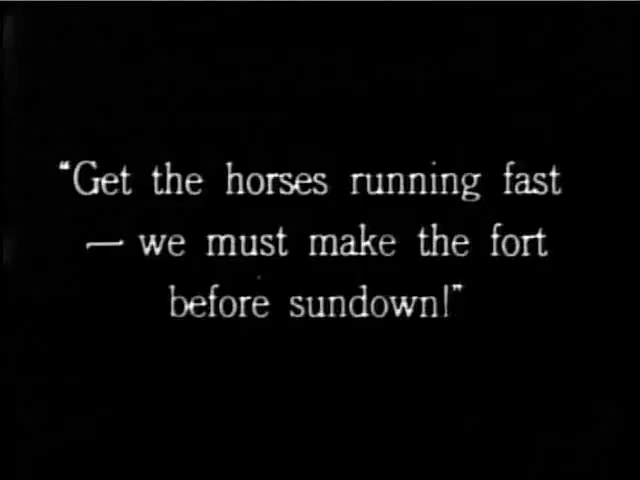 "Get the horses running fast
— we must make the fort
before sundown!"